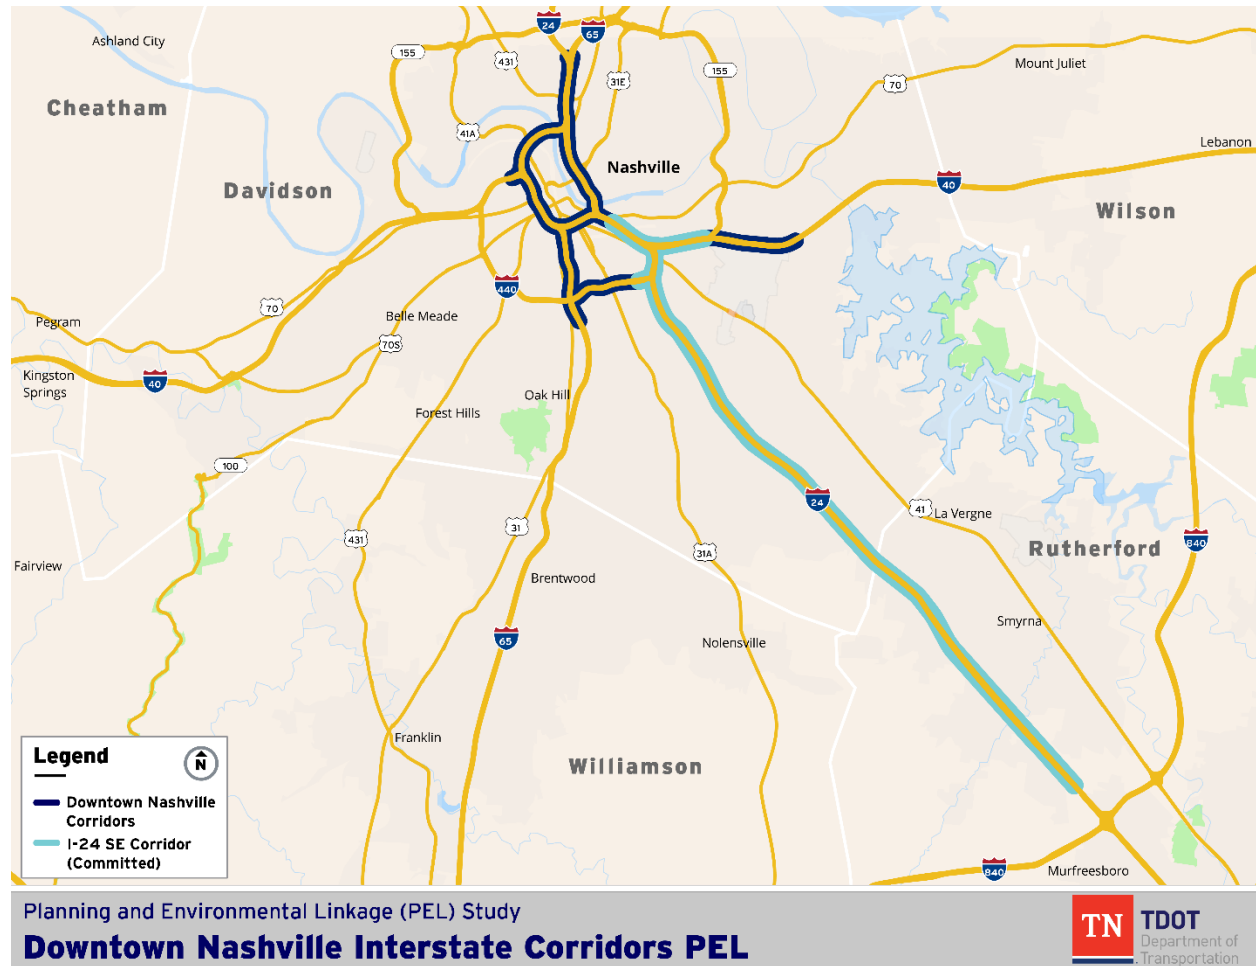 24
65
Ashland City
155
431
31E
155
Mount Juliet
70
Cheatham
41A
Lebanon
Nashville
40
Davidson
Wilson
440
70
Belle Meade
Pegram
70S
Kingston
Springs
40
Oak Hill
Forest Hills
100
24
41
La Vergne
31
431
31A
Rutherford
840
Fairview
Brentwood
Smyrna
65
Nolensville
Franklin
Williamson
840
Murfreesboro
Legend
N
Downtown Nashville
Corridors
I-24 SE Corridor
(Committed)
Planning and Environmental Linkage (PEL) Study
Downtown Nashville Interstate Corridors PEL
TN
TDOT
Department of
Transportation